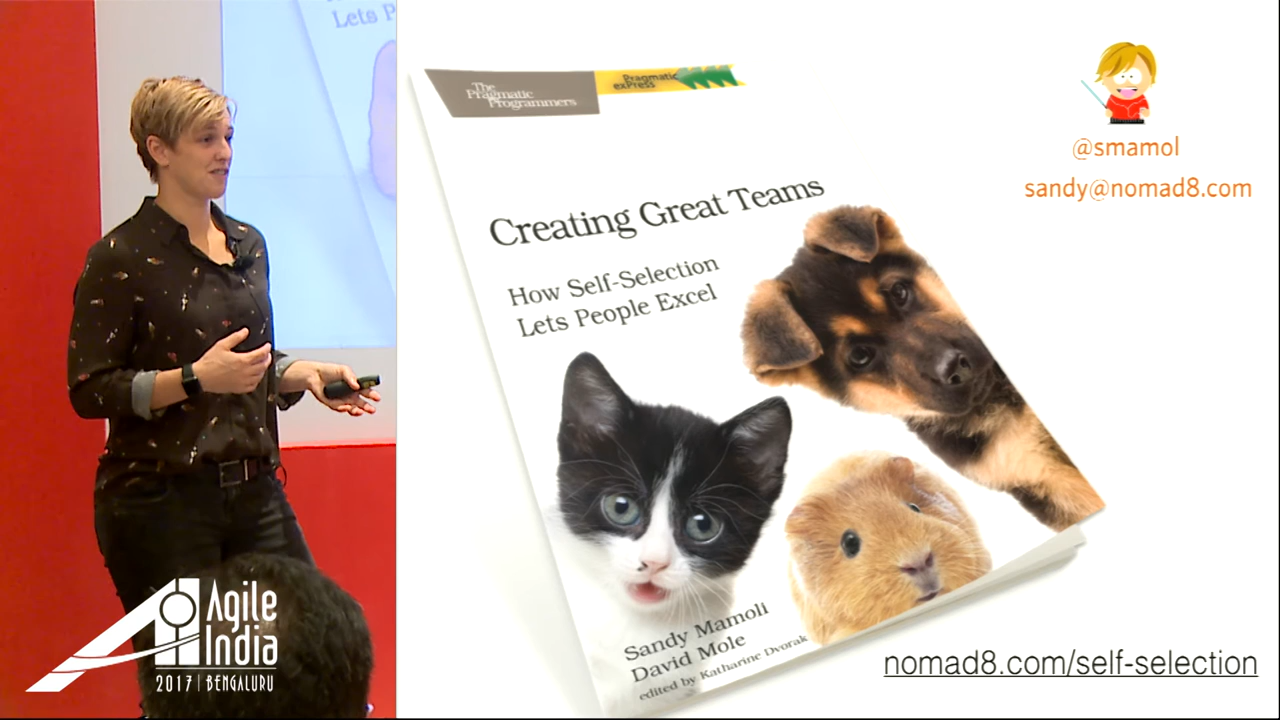 Lets P
The
Pragmatic
Programmers
Pragmatic
exPress
Creating Great Teams
How Self-Selection
Lets People Excel
Sandy Mamoli
David Mole
edited by Katharine Dvorak
@smamol
sandy@nomad8.com
nomad8.com/self-selection
Agile
India
2017 | BENGALURU